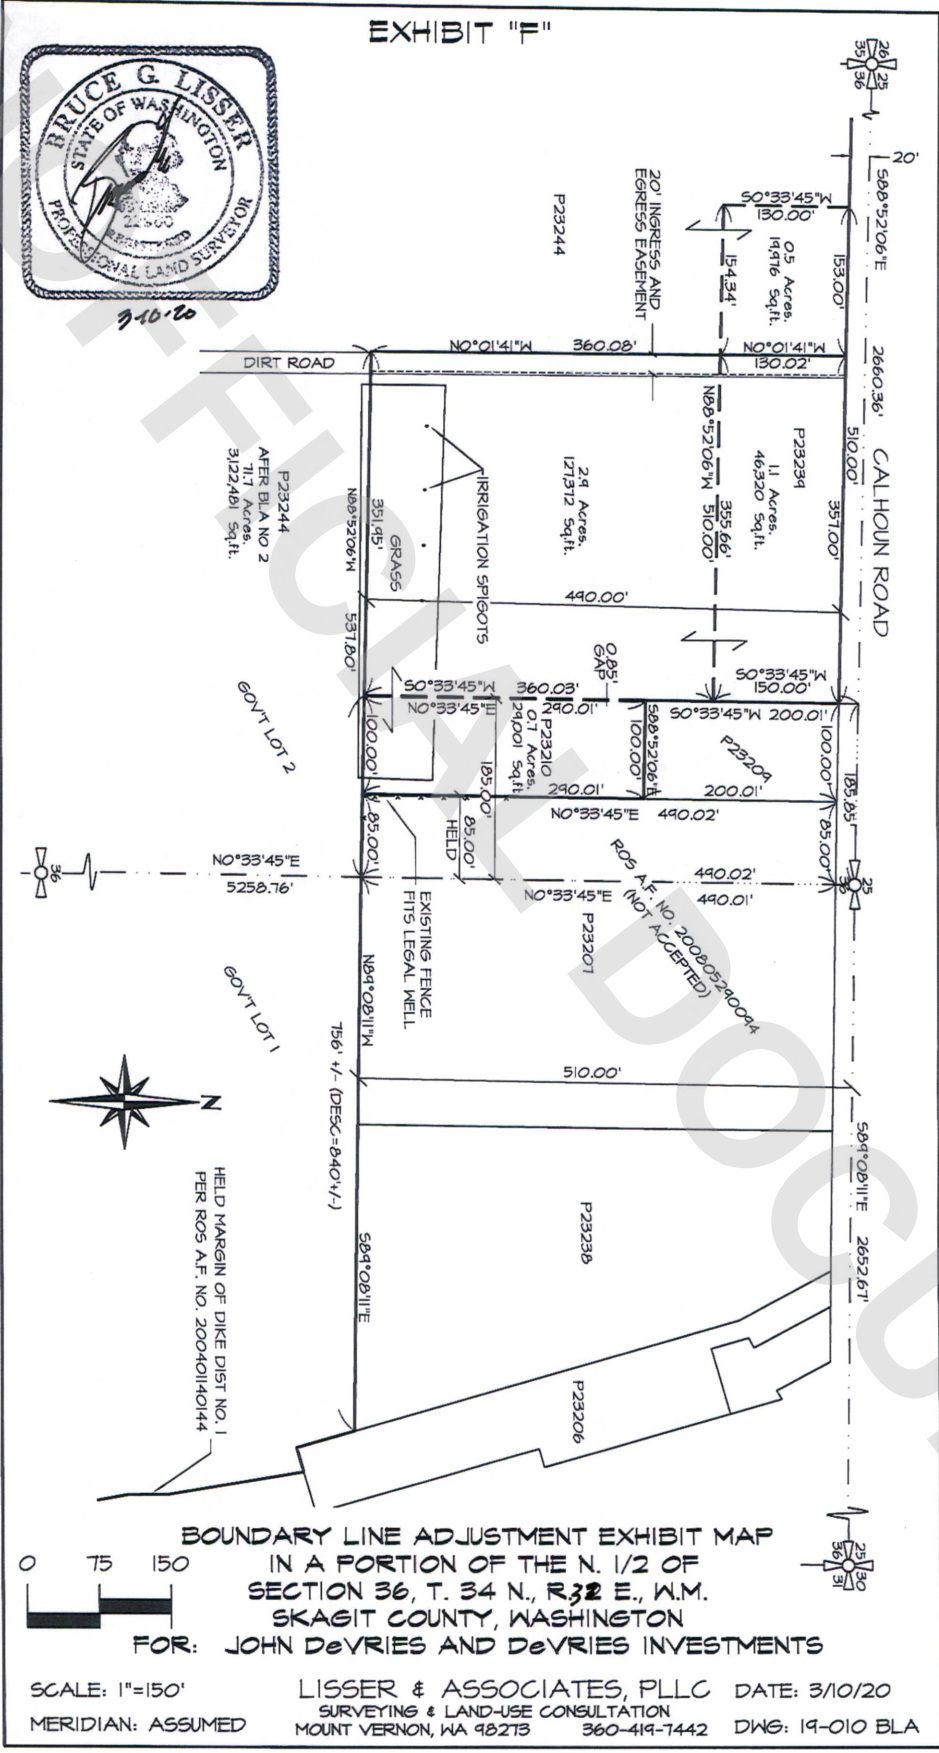 EXHIBIT "F"
BRUCE G. LISSER
STATE OF WASHINGTON
REGISTERED
PROFESSIONAL LAND SURVEYOR
3-10-20
26
35
25
36
20'
S88°52'06"E
2660.36'
CALHOUN ROAD
S0°33'45"W
130.00'
153.00'
0.5 Acres.
19,976 Sq.ft.
154.34'
20' INGRESS AND
EGRESS EASEMENT
P23244
N0°01'41"W
360.08'
N0°01'41"W
130.02'
DIRT ROAD
510.00'
P23239
1.1 Acres.
46,320 Sq.ft.
357.00'
N88°52'06"W
355.66'
510.00'
2.9 Acres.
127,372 Sq.ft.
IRRIGATION SPIGOTS
GRASS
351.95'
N88°52'06"W
537.80'
P23244
AFER BLA NO 2
71.7 Acres.
3,122,481 Sq.ft.
490.00'
0.85'
GAP
S0°33'45"W
150.00'
S0°33'45"W
360.03'
N0°33'45"E
290.01'
S0°33'45"W 200.01'
GOV'T LOT 2
100.00'
P23210
0.7 Acres.
29,001 Sq.ft.
S88°52'06"E
100.00'
P23209
100.00'
185.85'
185.00'
290.01'
200.01'
N0°33'45"E 490.02'
85.00'
85.00'
HELD
85.00'
36
N0°33'45"E
5258.76'
490.02'
N0°33'45"E
490.01'
25
36
EXISTING FENCE
FITS LEGAL WELL
ROS A.F. NO. 200805290094
(NOT ACCEPTED)
P23207
GOV'T LOT 1
N89°08'11"W
756' +/- (DESC=840'+/-)
510.00'
N
S89°08'11"E
2652.67'
P23238
S89°08'11"E
HELD MARGIN OF DIKE DIST NO. 1
PER ROS A.F. NO. 200401140144
P23206
25
30
36
31
BOUNDARY LINE ADJUSTMENT EXHIBIT MAP
IN A PORTION OF THE N. 1/2 OF
SECTION 36, T. 34 N., R.32 E., W.M.
SKAGIT COUNTY, WASHINGTON
FOR: JOHN DeVRIES AND DeVRIES INVESTMENTS
0 75 150
SCALE: 1"=150'
MERIDIAN: ASSUMED
LISSER & ASSOCIATES, PLLC
SURVEYING & LAND-USE CONSULTATION
MOUNT VERNON, WA 98273 360-419-7442
DATE: 3/10/20
DWG: 19-010 BLA
UNOFFICIAL DOCUMENT